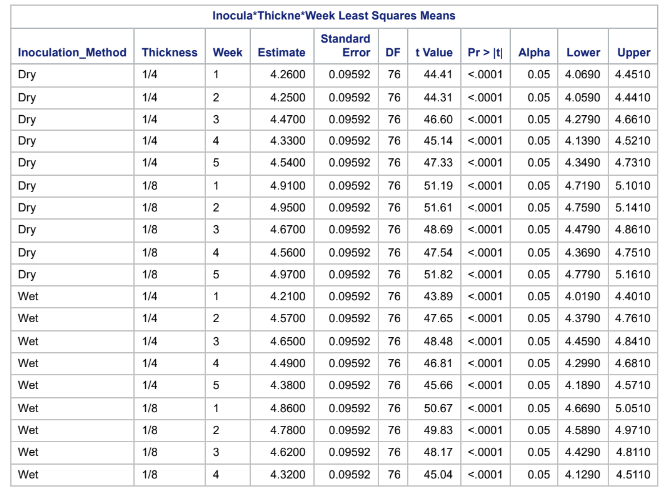 Inocula*Thickne*Week Least Squares Means
Inoculation_Method Thickness Week Estimate Standard Error DF t Value Pr > |t| Alpha Lower Upper
Dry 1/4 1 4.2600 0.09592 76 44.41 <.0001 0.05 4.0690 4.4510
Dry 1/4 2 4.2500 0.09592 76 44.31 <.0001 0.05 4.0590 4.4410
Dry 1/4 3 4.4700 0.09592 76 46.60 <.0001 0.05 4.2790 4.6610
Dry 1/4 4 4.3300 0.09592 76 45.14 <.0001 0.05 4.1390 4.5210
Dry 1/4 5 4.5400 0.09592 76 47.33 <.0001 0.05 4.3490 4.7310
Dry 1/8 1 4.9100 0.09592 76 51.19 <.0001 0.05 4.7190 5.1010
Dry 1/8 2 4.9500 0.09592 76 51.61 <.0001 0.05 4.7590 5.1410
Dry 1/8 3 4.6700 0.09592 76 48.69 <.0001 0.05 4.4790 4.8610
Dry 1/8 4 4.5600 0.09592 76 47.54 <.0001 0.05 4.3690 4.7510
Dry 1/8 5 4.9700 0.09592 76 51.82 <.0001 0.05 4.7790 5.1610
Wet 1/4 1 4.2100 0.09592 76 43.89 <.0001 0.05 4.0190 4.4010
Wet 1/4 2 4.5700 0.09592 76 47.65 <.0001 0.05 4.3790 4.7610
Wet 1/4 3 4.6500 0.09592 76 48.48 <.0001 0.05 4.4590 4.8410
Wet 1/4 4 4.4900 0.09592 76 46.81 <.0001 0.05 4.2990 4.6810
Wet 1/4 5 4.3800 0.09592 76 45.66 <.0001 0.05 4.1890 4.5710
Wet 1/8 1 4.8600 0.09592 76 50.67 <.0001 0.05 4.6690 5.0510
Wet 1/8 2 4.7800 0.09592 76 49.83 <.0001 0.05 4.5890 4.9710
Wet 1/8 3 4.6200 0.09592 76 48.17 <.0001 0.05 4.4290 4.8110
Wet 1/8 4 4.3200 0.09592 76 45.04 <.0001 0.05 4.1290 4.5110